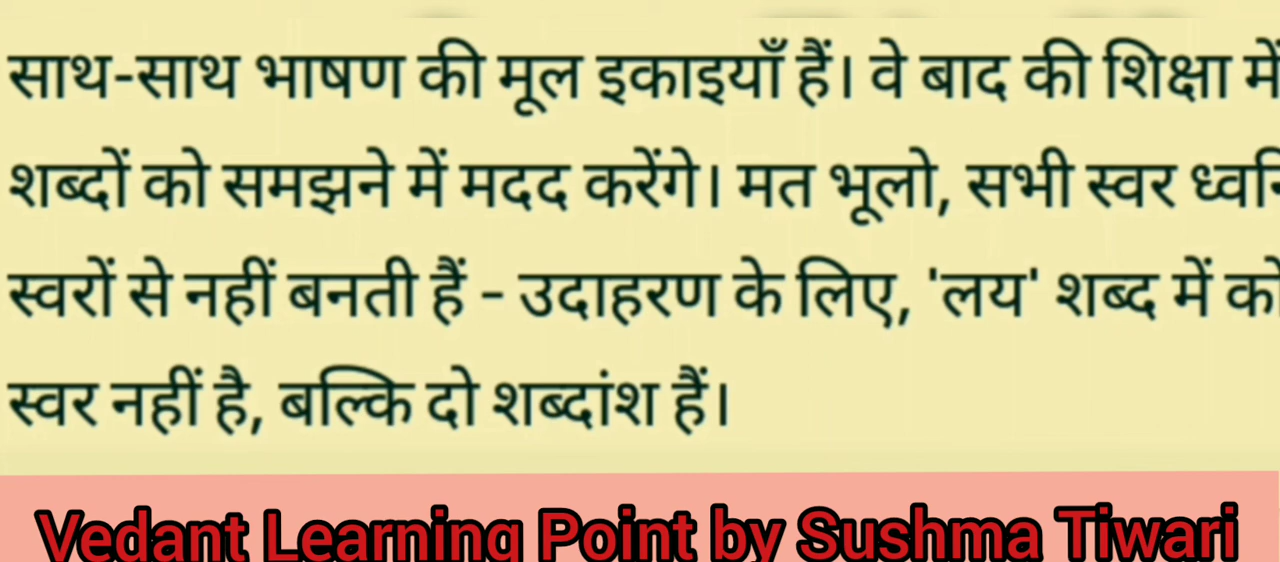 साथ-साथ भाषण की मूल इकाइयाँ हैं। वे बाद की शिक्षा में
शब्दों को समझने में मदद करेंगे। मत भूलो, सभी स्वर
स्वरों से नहीं बनती हैं - उदाहरण के लिए, 'लय' शब्द में
स्वर नहीं है, बल्कि दो शब्दांश हैं।
Vedant Learning Point by Sushma Tiwari